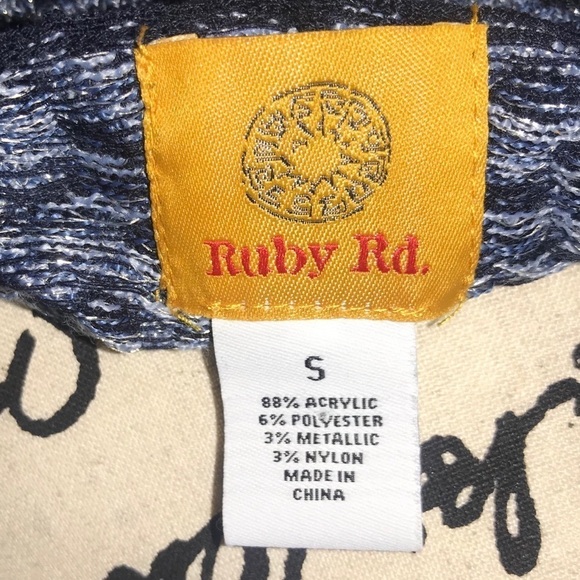 Ruby Rd.
S
88% ACRYLIC
6% POLYESTER
3% METALLIC
3% NYLON
MADE IN
CHINA